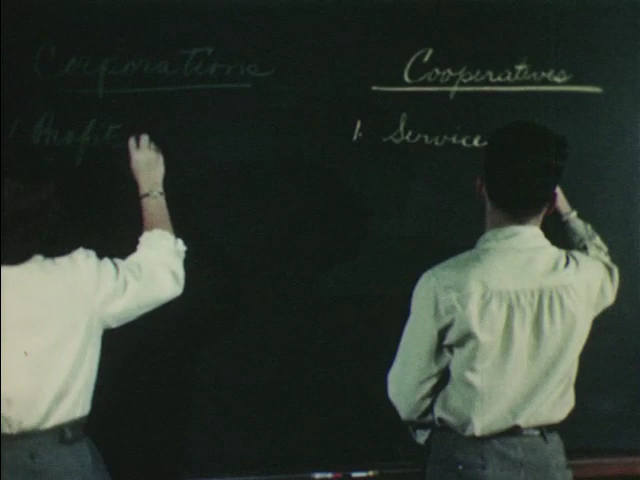 Corporations
1. Profit
Cooperatives
1. Service